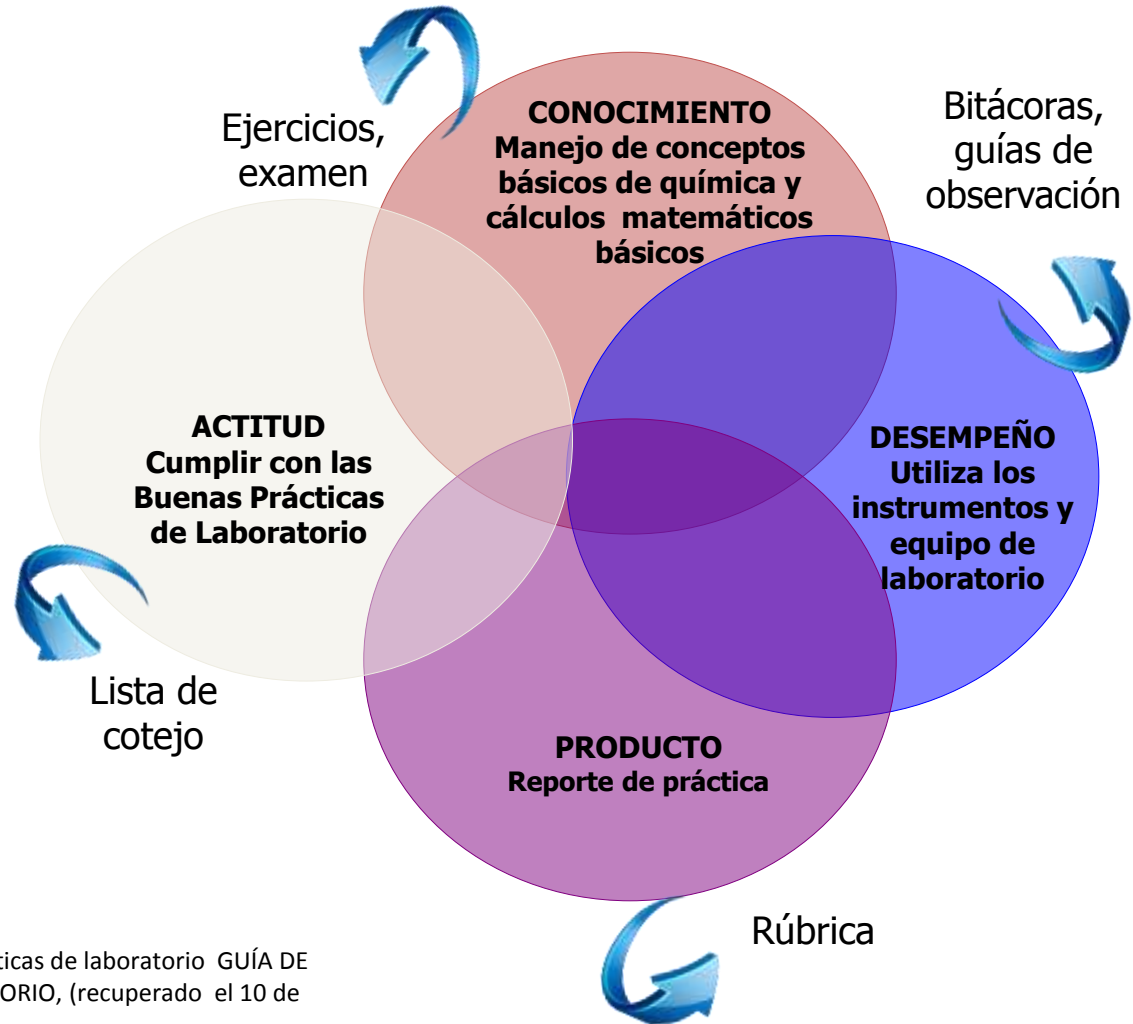 Ejercicios,
examen
CONOCIMIENTO
Manejo de conceptos
básicos de química y
cálculos matemáticos
básicos
Bitácoras,
guías de
observación
ACTITUD
Cumplir con las
Buenas Prácticas
de Laboratorio
DESEMPEÑO
Utiliza los
instrumentos y
equipo de
laboratorio
Lista de
cotejo
PRODUCTO
Reporte de práctica
Rúbrica
ticas de laboratorio GUÍA DE
ORIO, (recuperado el 10 de